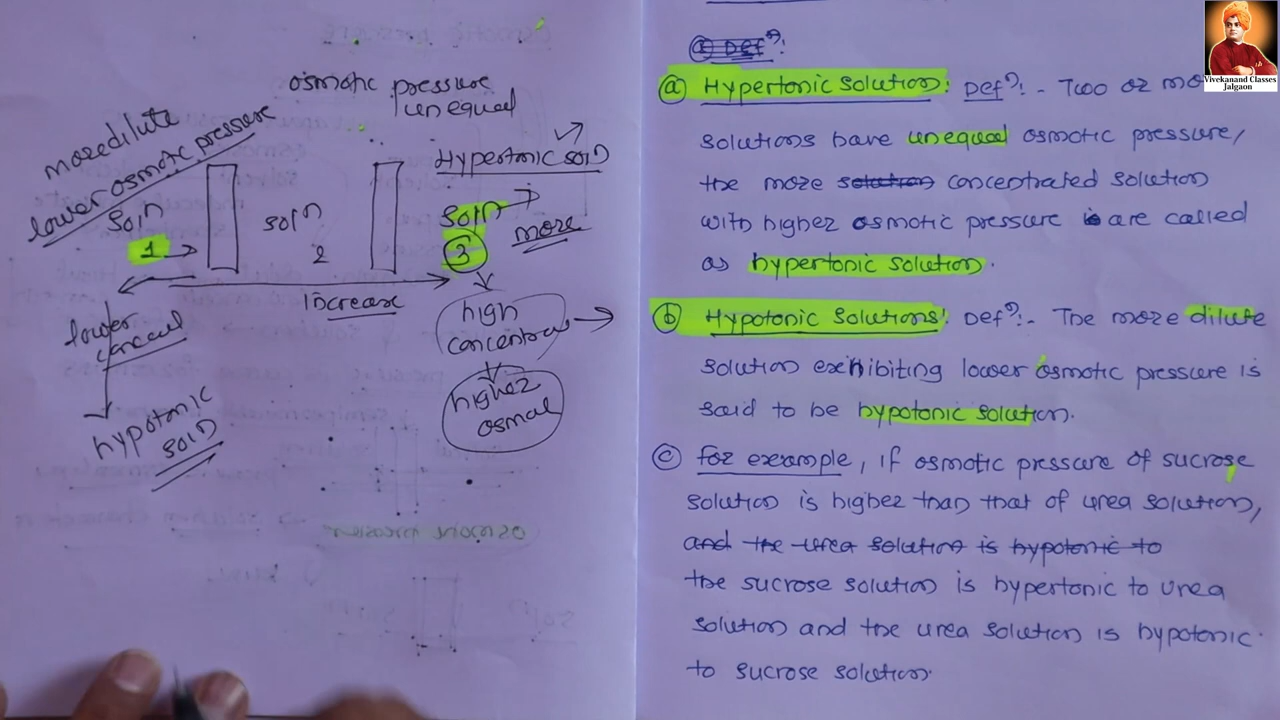 osmotic pressure
unequal
more dilute
lower osmotic pressure
Soln
1
soln
2
Hypertonic soln
soln
3
more
Increase
lower
high
concentra
higher
osmal
hypotonic
soln
Defn:
(a) Hypertonic solution: Defn: - Two or mo
solutions have unequal osmotic pressure,
the more solution concentrated solution
with higher osmotic pressure is are called
as hypertonic solution.
(b) Hypotonic solutions: Defn: - The more dilute
solution exhibiting lower osmotic pressure is
said to be hypotonic solution.
(c) for example, if osmotic pressure of sucrose
solution is higher than that of urea solution,
and the urea solution is hypotonic to
the sucrose solution is hypertonic to urea
solution and the urea solution is hypotonic
to sucrose solution.
Vivekanand Classes
Jalgaon